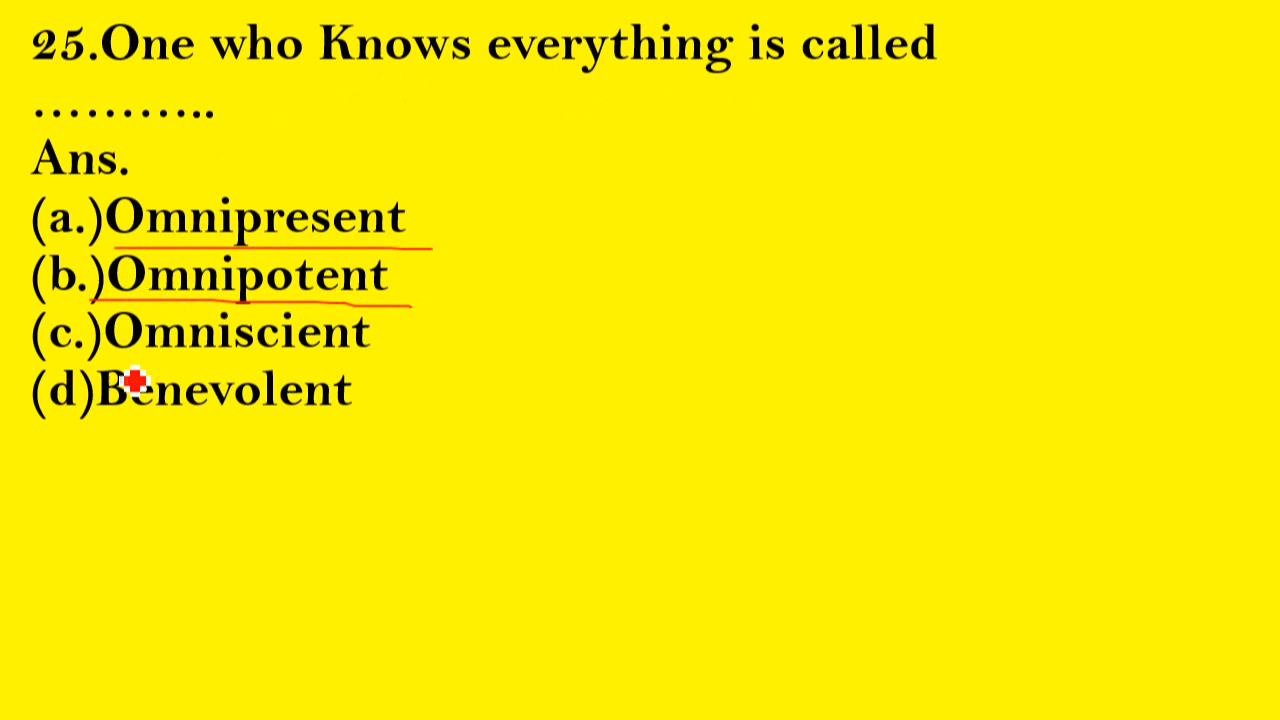 25.One who Knows everything is called
………..
Ans.
(a.)Omnipresent
(b.)Omnipotent
(c.)Omniscient
(d)Benevolent